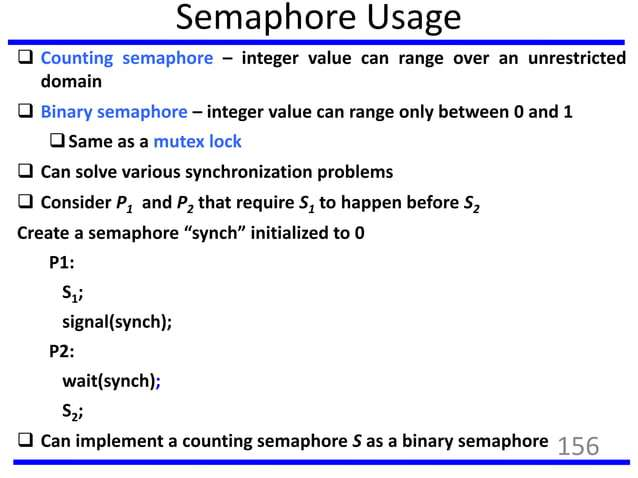 Semaphore Usage
❑ Counting semaphore – integer value can range over an unrestricted
domain
❑ Binary semaphore – integer value can range only between 0 and 1
❑ Same as a mutex lock
❑ Can solve various synchronization problems
❑ Consider P1 and P2 that require S1 to happen before S2
Create a semaphore “synch” initialized to 0
P1:
S1;
signal(synch);
P2:
wait(synch);
S2;
❑ Can implement a counting semaphore S as a binary semaphore
156